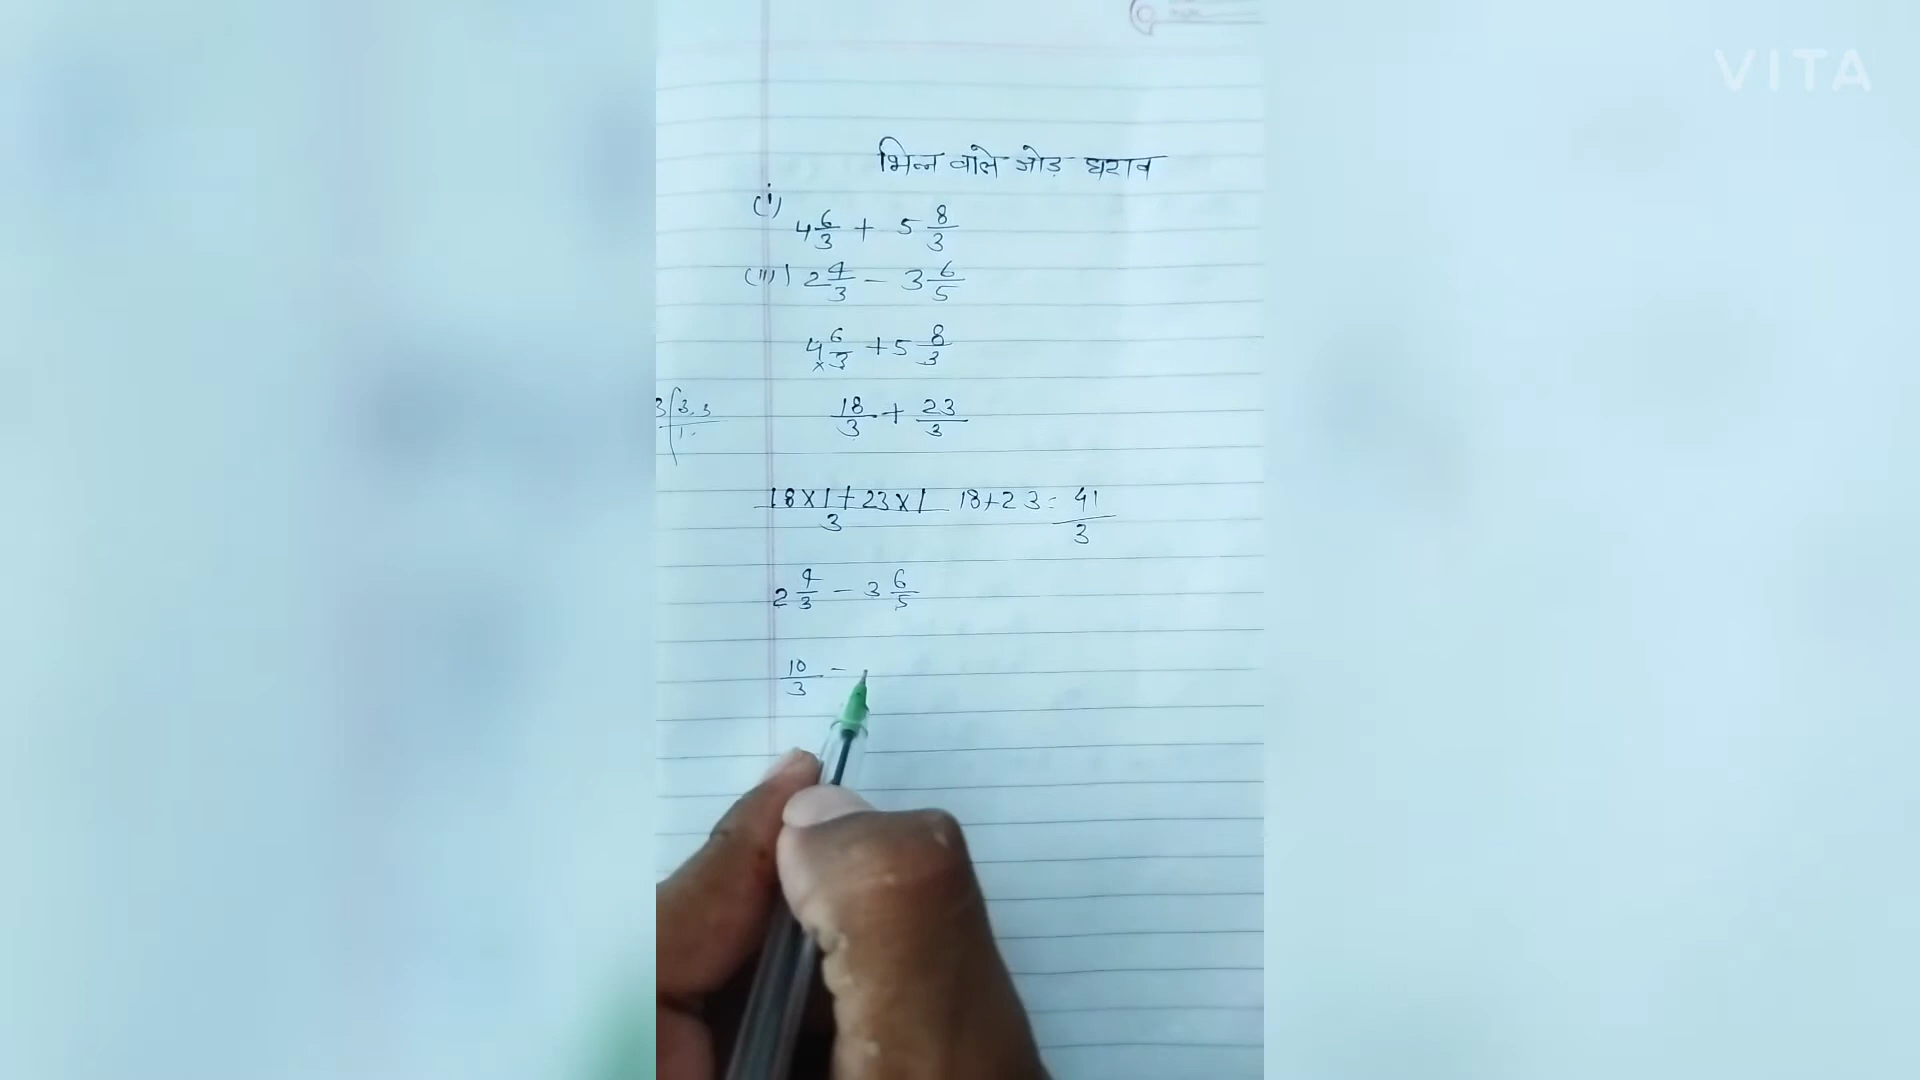 VITA
भिन्न वाले जोड़ घराव
(i) 4 6/3 + 5 8/3
(ii) 2 4/3 - 3 6/5
4 6/3 + 5 8/3
×
3 3, 3
1.
18/3 + 23/3
18×1+23×1/3 18+23= 41/3
2 4/3 - 3 6/5
10/3 -